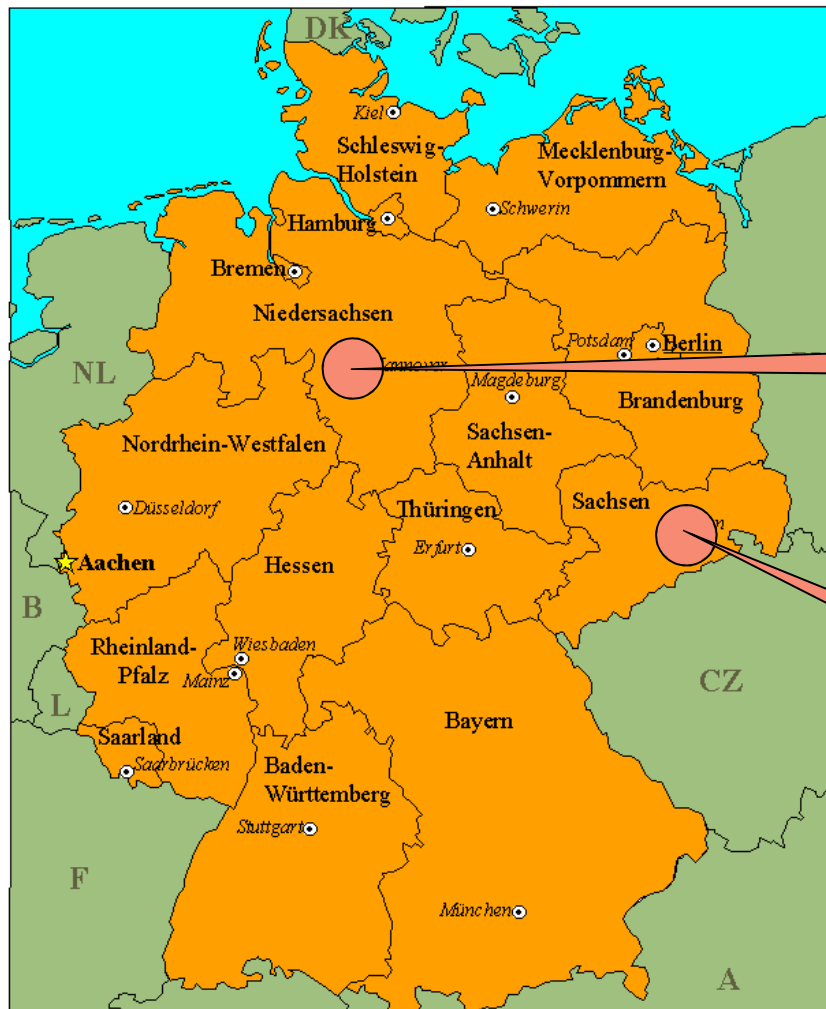 DK
Kiel
Schleswig-
Holstein
Mecklenburg-
Vorpommern
Schwerin
Hamburg
Bremen
Niedersachsen
Potsdam
Berlin
NL
Magdeburg
Brandenburg
Nordrhein-Westfalen
Sachsen-
Anhalt
Sachsen
Düsseldorf
Thüringen
Erfurt
Aachen
Hessen
B
Rheinland-
Pfalz
Wiesbaden
Mainz
CZ
L
Bayern
Saarland
Saarbrücken
Baden-
Württemberg
Stuttgart
F
München
A